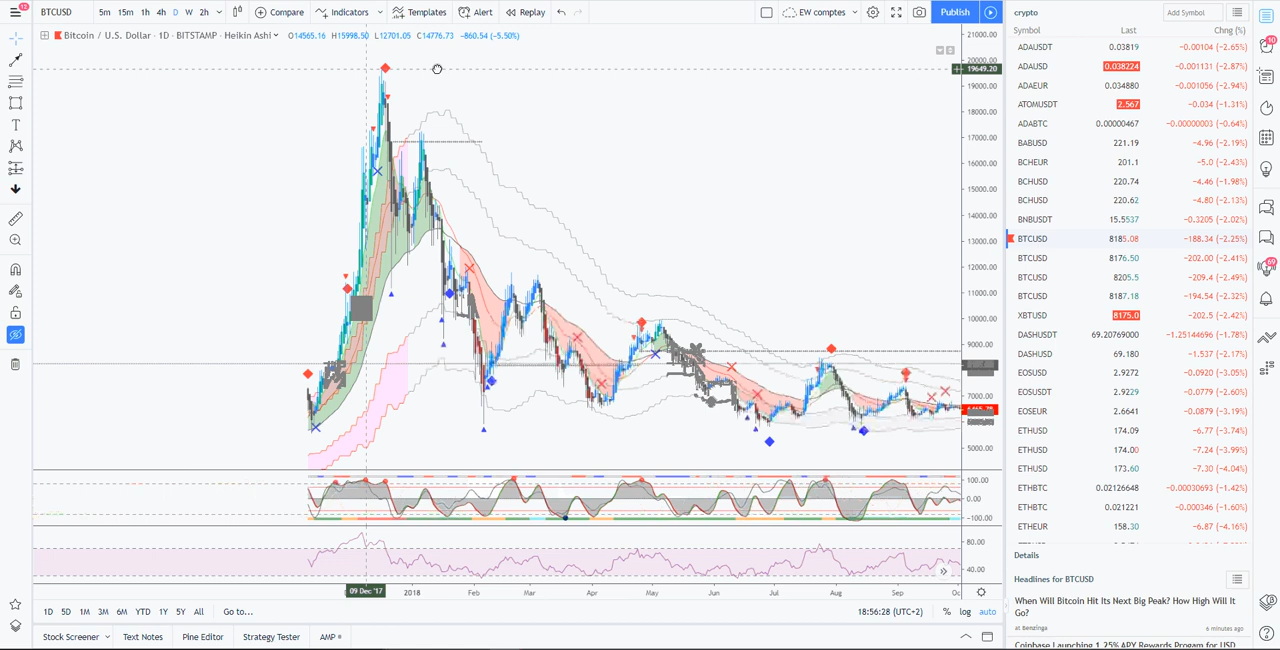 12
BTCUSD 5m 15m 1h 4h D W 2h Compare Indicators Templates Alert Replay EW comptes Publish
Bitcoin / U.S. Dollar · 1D · BITSTAMP · Heikin Ashi O14565.16 H15998.50 L12701.05 C14776.73 −860.54 (−5.50%)
21000.00
20000.00
19649.20
19000.00
18000.00
17000.00
16000.00
15000.00
14000.00
13000.00
12000.00
11000.00
10000.00
9000.00
7000.00
5000.00
100.00
0.00
−100.00
80.00
40.00
09 Dec '17 2018 Feb Mar Apr May Jun Jul Aug Sep
1D 5D 1M 3M 6M YTD 1Y 5Y All Go to... 18:56:28 (UTC+2) % log auto
Stock Screener Text Notes Pine Editor Strategy Tester AMP
crypto Add Symbol
Symbol Last Chng (%)
ADAUSDT 0.03819 −0.00104 (−2.65%)
ADAUSD 0.038224 −0.001131 (−2.87%)
ADAEUR 0.034880 −0.001056 (−2.94%)
ATOMUSDT 2.567 −0.034 (−1.31%)
ADABTC 0.00000467 −0.00000003 (−0.64%)
BABUSD 221.19 −4.96 (−2.19%)
BCHEUR 201.1 −5.0 (−2.43%)
BCHUSD 220.74 −4.46 (−1.98%)
BCHUSD 220.62 −4.80 (−2.13%)
BNBUSDT 15.5537 −0.3205 (−2.02%)
BTCUSD 8185.08 −188.34 (−2.25%)
BTCUSD 8176.50 −202.00 (−2.41%)
BTCUSD 8205.5 −209.4 (−2.49%)
BTCUSD 8187.18 −194.54 (−2.32%)
XBTUSD 8175.0 −202.5 (−2.42%)
DASHUSDT 69.20769000 −1.25144496 (−1.78%)
DASHUSD 69.180 −1.537 (−2.17%)
EOSUSD 2.9272 −0.0920 (−3.05%)
EOSUSDT 2.9229 −0.0779 (−2.60%)
EOSEUR 2.6641 −0.0879 (−3.19%)
ETHUSD 174.09 −6.77 (−3.74%)
ETHUSD 174.00 −7.24 (−3.99%)
ETHUSD 173.60 −7.30 (−4.04%)
ETHBTC 0.02126648 −0.00030693 (−1.42%)
ETHBTC 0.021221 −0.000346 (−1.60%)
ETHEUR 158.30 −6.87 (−4.16%)
Details
Headlines for BTCUSD
When Will Bitcoin Hit Its Next Big Peak? How High Will It
Go?
at Benzinga 6 minutes ago
Coinbase Launching 1.25% APY Rewards Progam for USD
10
69